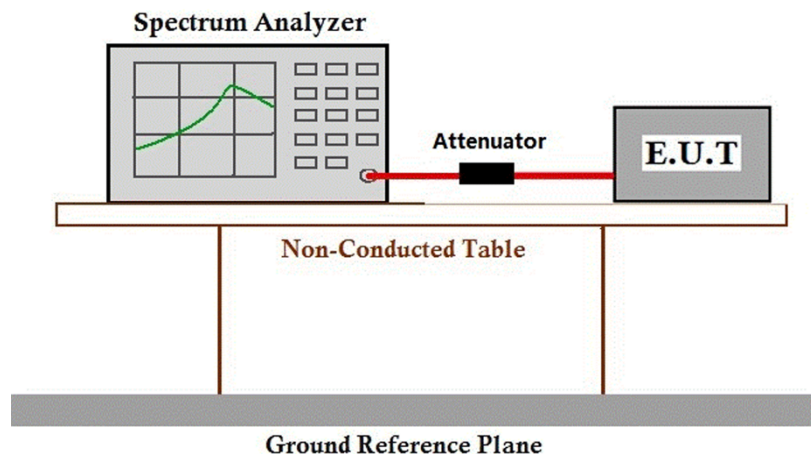 Spectrum Analyzer
Attenuator
E.U.T
Non-Conducted Table
Ground Reference Plane